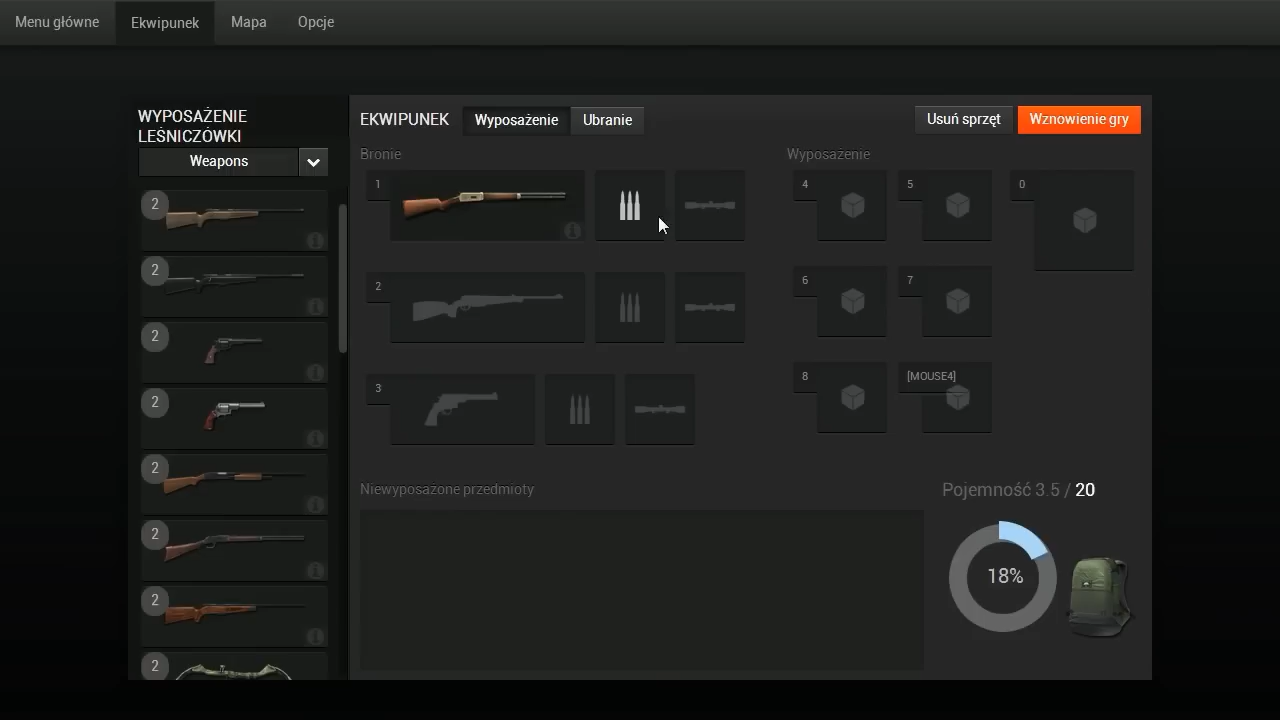 Menu główne
Ekwipunek
Mapa
Opcje
WYPOSAŻENIE
LEŚNICZÓWKI
Weapons
2
2
2
2
2
2
2
2
EKWIPUNEK
Wyposażenie
Ubranie
Usuń sprzęt
Wznowienie gry
Bronie
1
2
3
Wyposażenie
4
5
0
6
7
8
[MOUSE4]
Niewyposażone przedmioty
Pojemność 3.5 / 20
18%